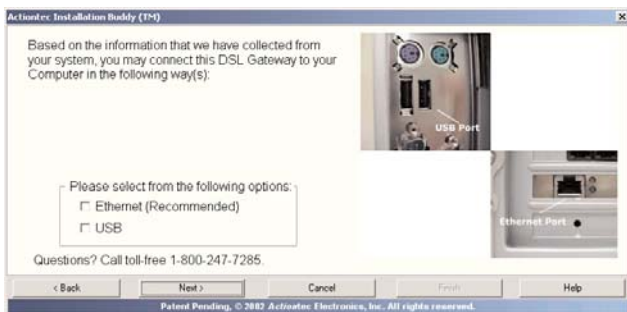 Actiontec Installation Buddy (TM)
Based on the information that we have collected from
your system, you may connect this DSL Gateway to your
Computer in the following way(s):
USB Port
Ethernet Port
Please select from the following options:
Ethernet (Recommended)
USB
Questions? Call toll-free 1-800-247-7285.
< Back Next > Cancel Finish Help
Patent Pending, © 2002 Actiontec Electronics, Inc. All rights reserved.